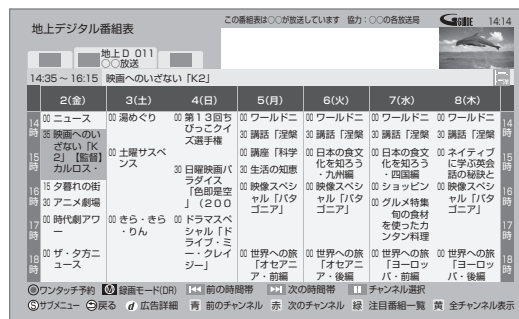 地上デジタル番組表
この番組表は○○が放送しています 協力：○○の各放送局
GGUIDE 14:14
地上D 011
○○放送
14:35～16:15 映画へのいざない「K2」
2(金) 3(土) 4(日) 5(月) 6(火) 7(水) 8(木)
14時
15時
16時
17時
18時
00 ニュース
35 映画へのい
ざない「K
2」【監督】
カルロス・
15 夕暮れの街
30 アニメ劇場
00 時代劇アワ
ー
00 ザ・夕方ニ
ュース
00 湯めぐり
00 土曜サスペ
ンス
00 きら・きら
・りん
00 第13回ち
びっこクイ
ズ選手権
30 日曜映画パ
ラダイス
「色即是空
」(200
00 ドラマスペ
シャル「ド
ライブ・ミ
ー・クレイ
ジー」
00 ワールドニ
30 講話「涅槃
00 講座「科学
30 生活の知恵
00 映像スペシ
ャル「パタ
ゴニア」
00 世界への旅
「オセアニ
ア・前編
00 ワールドニ
30 講話「涅槃
00 日本の食文
化を知ろう
・九州編
00 映像スペシ
ャル「パタ
ゴニア」
00 世界への旅
「オセアニ
ア・後編
00 ワールドニ
30 講話「涅槃
00 日本の食文
化を知ろう
・四国編
00 ショッピン
00 グルメ特集
旬の食材
を使ったカ
ンタン料理
00 世界への旅
「ヨーロッ
パ・前編
00 ワールドニ
30 講話「涅槃
00 ネイティブ
に学ぶ英会
話の秘訣と
00 映像スペシ
ャル「パタ
ゴニア」
00 世界への旅
「ヨーロッ
パ・後編
ワンタッチ予約 W 録画モード(DR) 前の時間帯 次の時間帯 チャンネル選択
S サブメニュー 戻る d 広告詳細 青 前のチャンネル 赤 次のチャンネル 緑 注目番組一覧 黄 全チャンネル表示